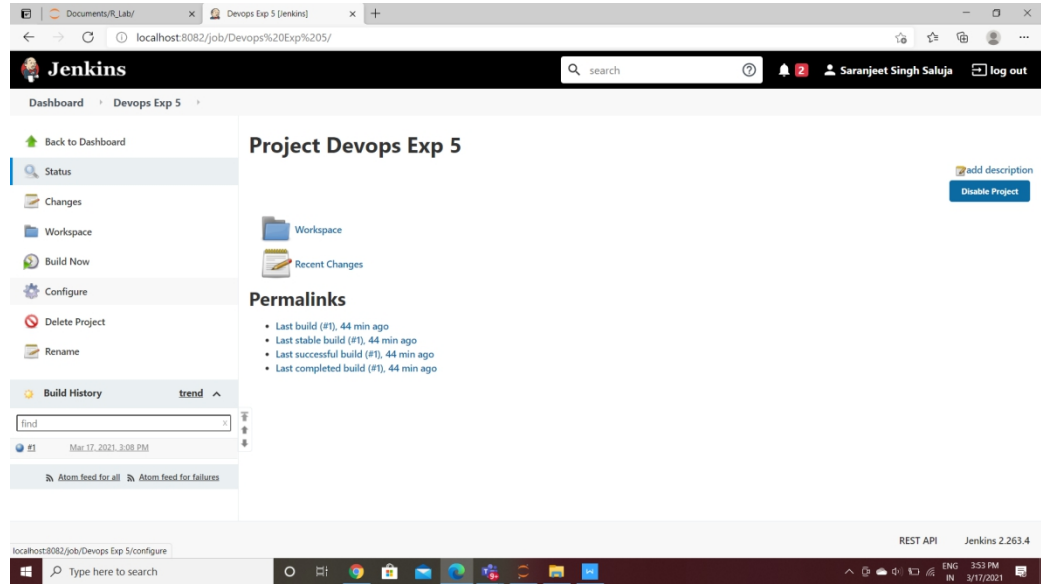 Documents/R_Lab/
Devops Exp 5 [Jenkins]
localhost:8082/job/Devops%20Exp%205/
Jenkins
search
2
Saranjeet Singh Saluja
log out
Dashboard
Devops Exp 5
Back to Dashboard
Status
Changes
Workspace
Build Now
Configure
Delete Project
Rename
Build History
trend
find
x
#1
Mar 17, 2021, 3:08 PM
Atom feed for all
Atom feed for failures
Project Devops Exp 5
add description
Disable Project
Workspace
Recent Changes
Permalinks
Last build (#1), 44 min ago
Last stable build (#1), 44 min ago
Last successful build (#1), 44 min ago
Last completed build (#1), 44 min ago
REST API
Jenkins 2.263.4
localhost:8082/job/Devops Exp 5/configure
Type here to search
ENG
IN
3:53 PM
3/17/2021